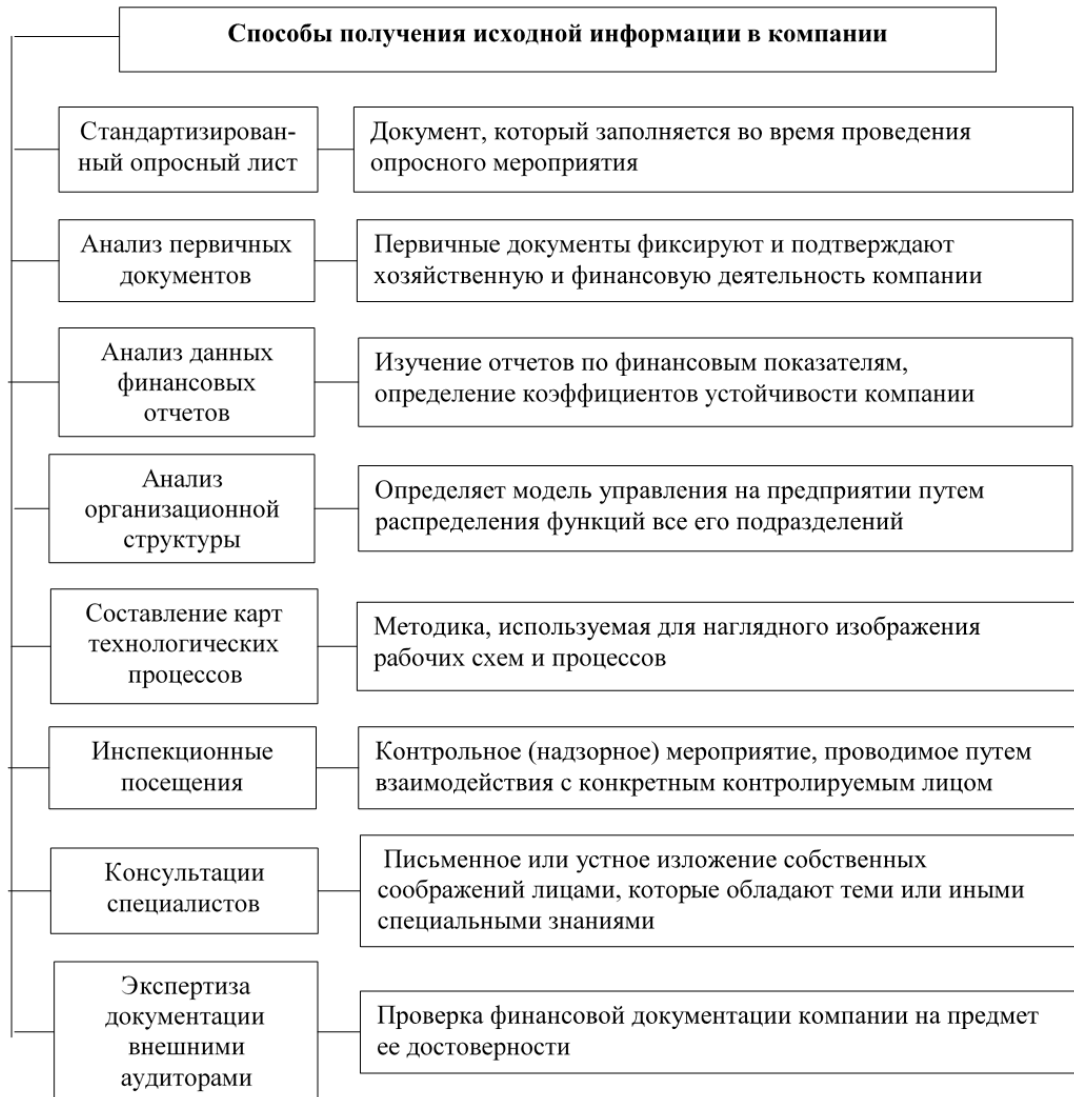 Способы получения исходной информации в компании
Стандартизирован-
ный опросный лист
Документ, который заполняется во время проведения
опросного мероприятия
Анализ первичных
документов
Первичные документы фиксируют и подтверждают
хозяйственную и финансовую деятельность компании
Анализ данных
финансовых
отчетов
Изучение отчетов по финансовым показателям,
определение коэффициентов устойчивости компании
Анализ
организационной
структуры
Определяет модель управления на предприятии путем
распределения функций все его подразделений
Составление карт
технологических
процессов
Методика, используемая для наглядного изображения
рабочих схем и процессов
Инспекционные
посещения
Контрольное (надзорное) мероприятие, проводимое путем
взаимодействия с конкретным контролируемым лицом
Консультации
специалистов
Письменное или устное изложение собственных
соображений лицами, которые обладают теми или иными
специальными знаниями
Экспертиза
документации
внешними
аудиторами
Проверка финансовой документации компании на предмет
ее достоверности